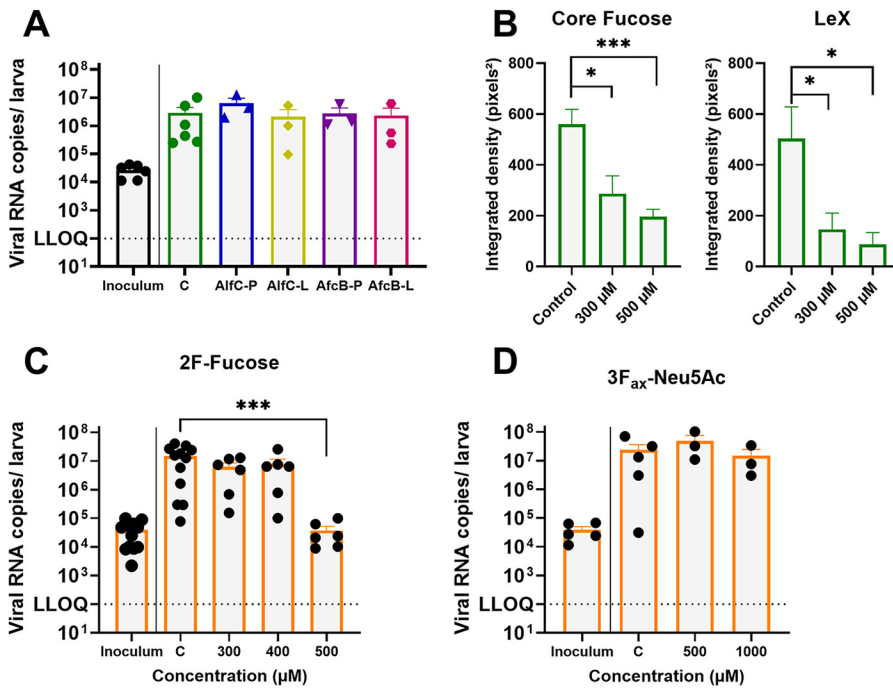 A
Viral RNA copies/ larva
10⁸
10⁷
10⁶
10⁵
10⁴
10³
LLOQ
10¹
Inoculum C AlfC-P AlfC-L AfcB-P AfcB-L
B
Core Fucose
Integrated density (pixels²)
800
600
400
200
0
***
*
Control 300 µM 500 µM
LeX
Integrated density (pixels²)
800
600
400
200
0
*
*
Control 300 µM 500 µM
C
2F-Fucose
Viral RNA copies/ larva
10⁸
10⁷
10⁶
10⁵
10⁴
10³
LLOQ
10¹
***
Inoculum C 300 400 500
Concentration (µM)
D
3Fax-Neu5Ac
Viral RNA copies/ larva
10⁸
10⁷
10⁶
10⁵
10⁴
10³
LLOQ
10¹
Inoculum C 500 1000
Concentration (µM)